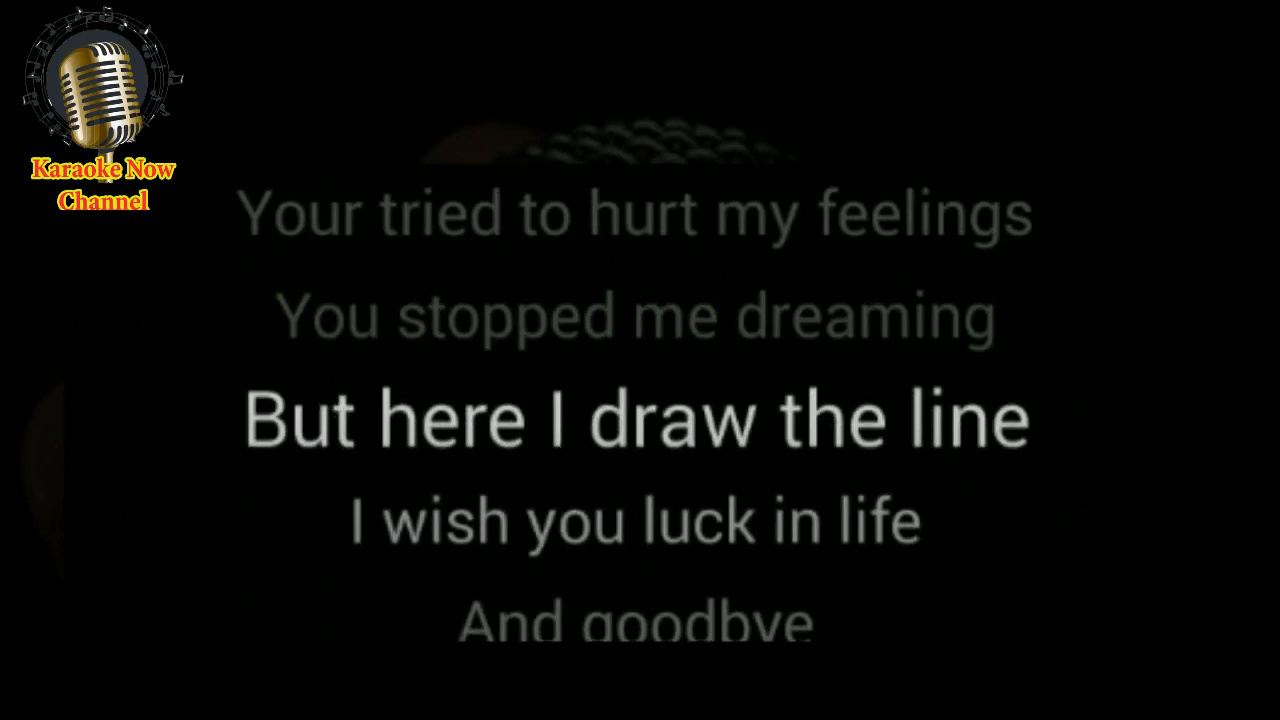 Karaoke Now
Channel
Your tried to hurt my feelings
You stopped me dreaming
But here I draw the line
I wish you luck in life
And goodbye